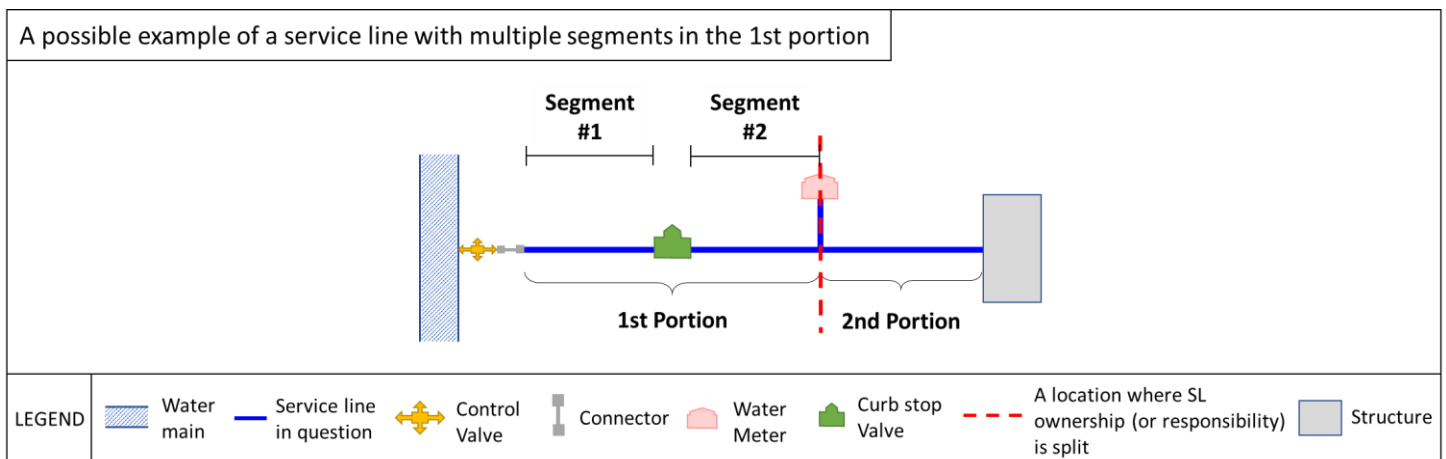 A possible example of a service line with multiple segments in the 1st portion
Segment
#1
Segment
#2
1st Portion
2nd Portion
LEGEND
Water
main
Service line
in question
Control
Valve
Connector
Water
Meter
Curb stop
Valve
A location where SL
ownership (or responsibility)
is split
Structure